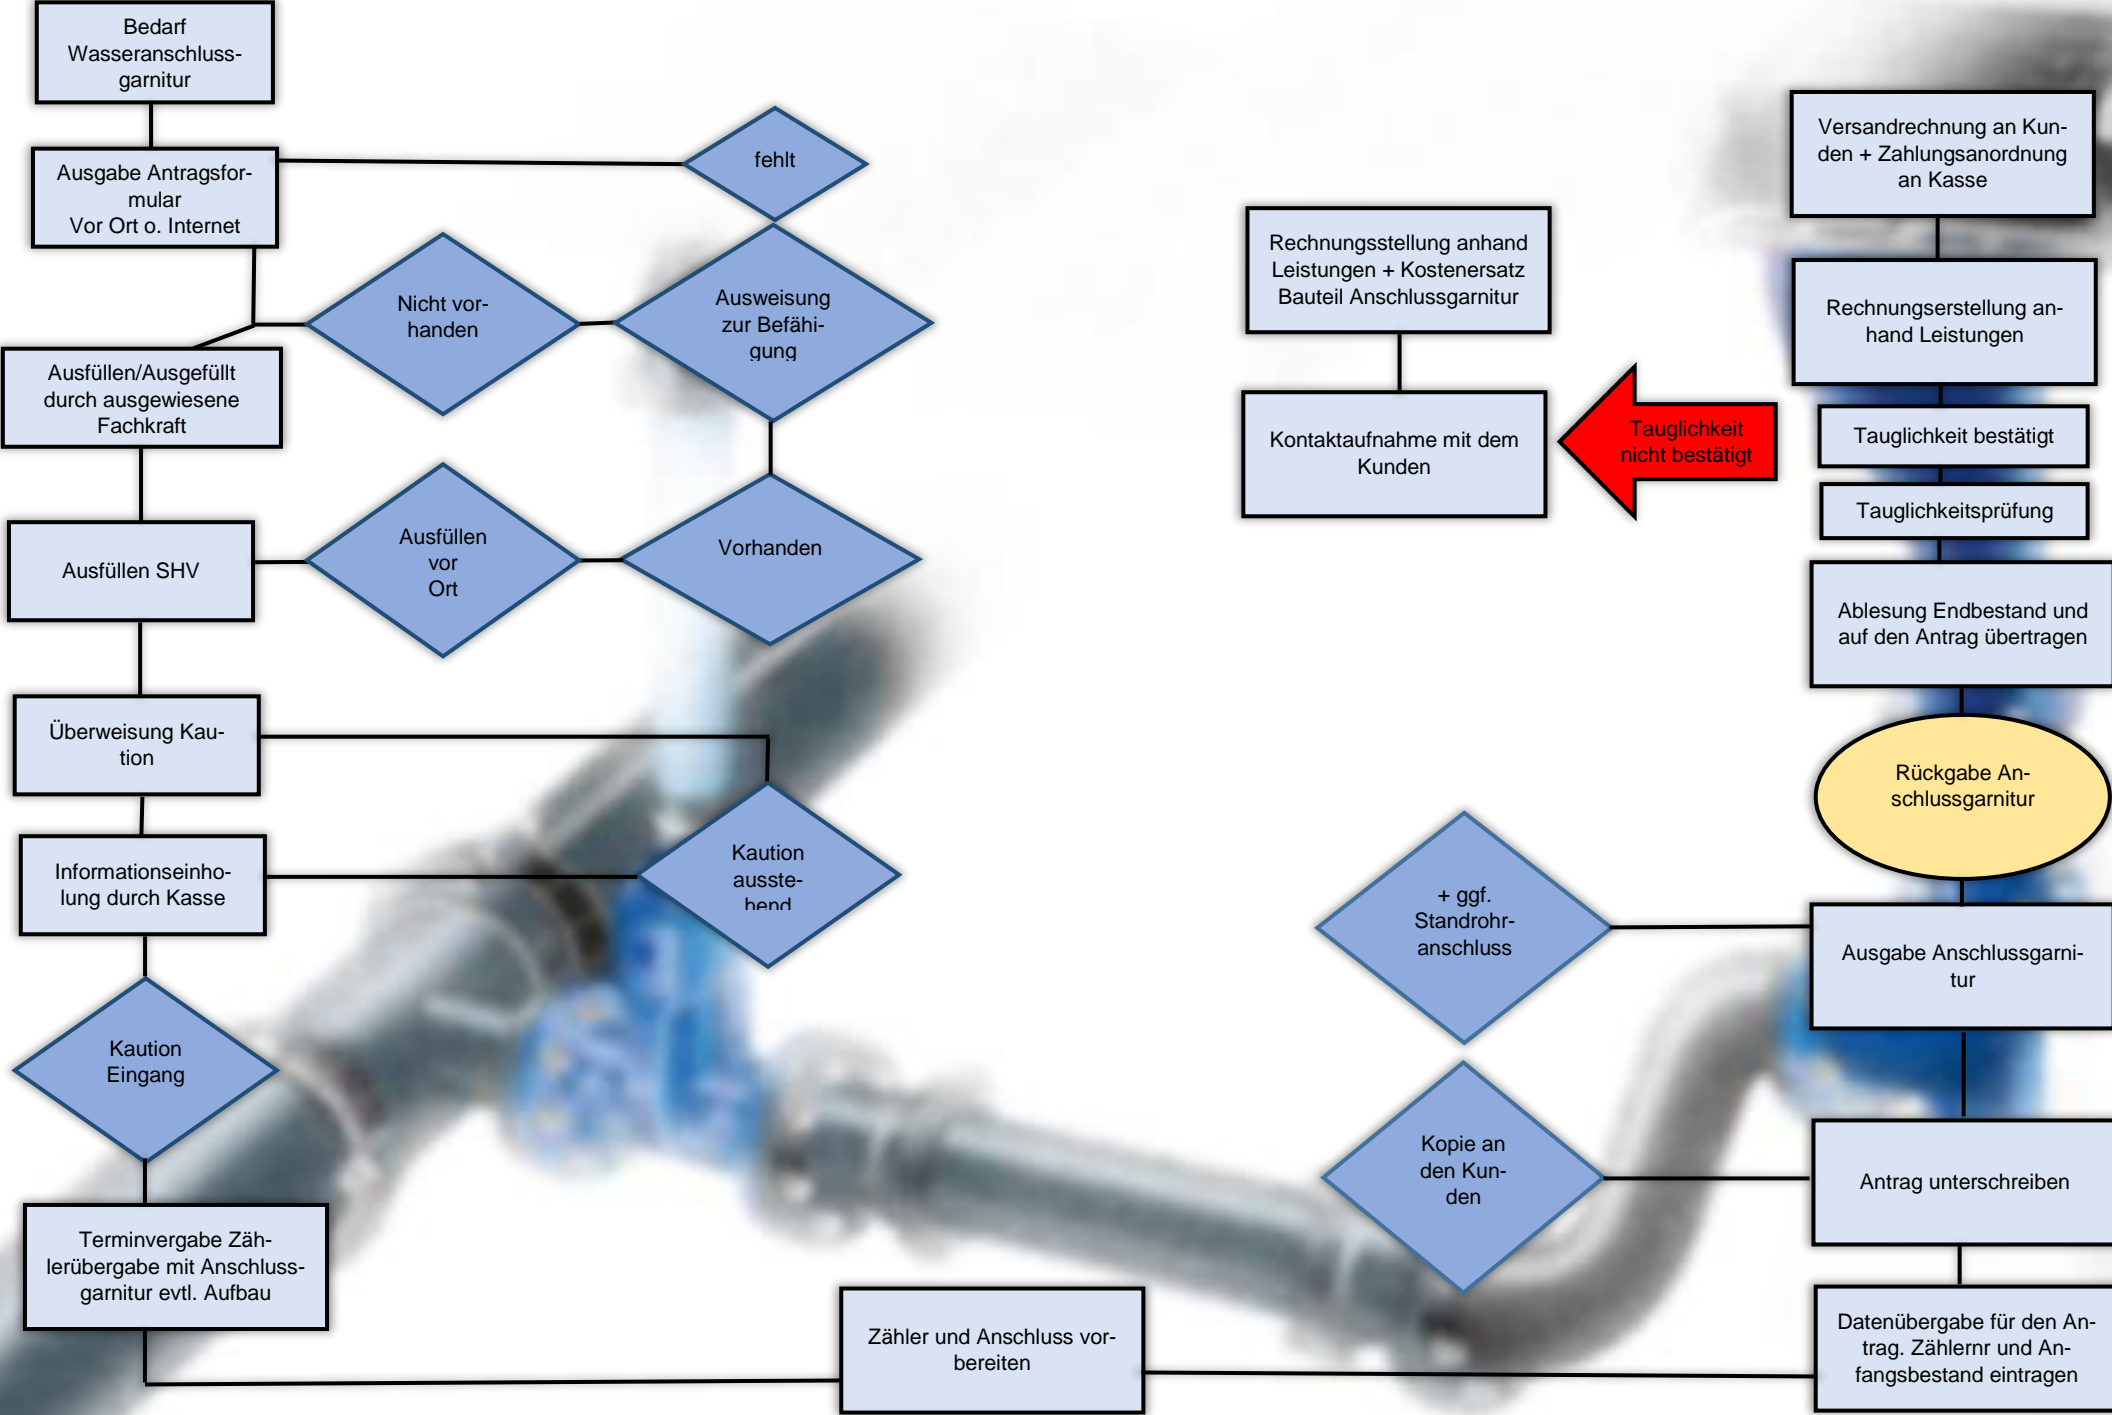 Bedarf
Wasseranschluss-
garnitur
Ausgabe Antragsfor-
mular
Vor Ort o. Internet
fehlt
Nicht vor-
handen
Ausweisung
zur Befähi-
gung
Ausfüllen/Ausgefüllt
durch ausgewiesene
Fachkraft
Ausfüllen SHV
Ausfüllen
vor
Ort
Vorhanden
Überweisung Kau-
tion
Informationseinho-
lung durch Kasse
Kaution
ausste-
hend
Kaution
Eingang
Terminvergabe Zäh-
lerübergabe mit Anschluss-
garnitur evtl. Aufbau
Zähler und Anschluss vor-
bereiten
Datenübergabe für den An-
trag. Zählernr und An-
fangsbestand eintragen
Antrag unterschreiben
Kopie an
den Kun-
den
Ausgabe Anschlussgarni-
tur
+ ggf.
Standrohr-
anschluss
Rückgabe An-
schlussgarnitur
Ablesung Endbestand und
auf den Antrag übertragen
Tauglichkeitsprüfung
Tauglichkeit bestätigt
Tauglichkeit
nicht bestätigt
Kontaktaufnahme mit dem
Kunden
Rechnungsstellung anhand
Leistungen + Kostenersatz
Bauteil Anschlussgarnitur
Rechnungserstellung an-
hand Leistungen
Versandrechnung an Kun-
den + Zahlungsanordnung
an Kasse